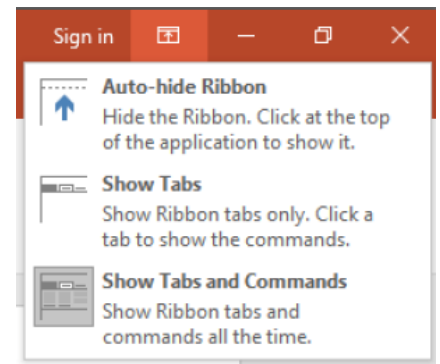 Sign in
Auto-hide Ribbon
Hide the Ribbon. Click at the top
of the application to show it.
Show Tabs
Show Ribbon tabs only. Click a
tab to show the commands.
Show Tabs and Commands
Show Ribbon tabs and
commands all the time.